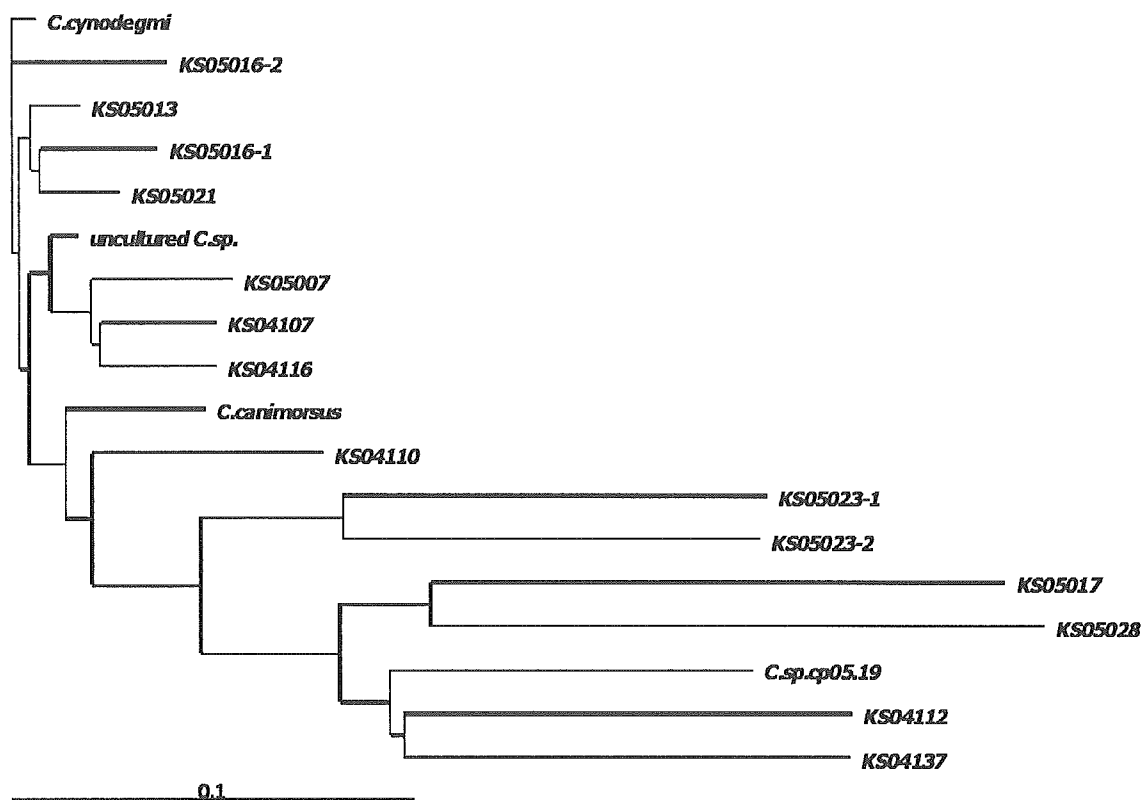 C.cynodegmi
KS05016-2
KS05013
KS05016-1
KS05021
uncultured C.sp.
KS05007
KS04107
KS04116
C.canimorsus
KS04110
KS05023-1
KS05023-2
KS05017
KS05028
C.sp.cp05.19
KS04112
KS04137
0.1